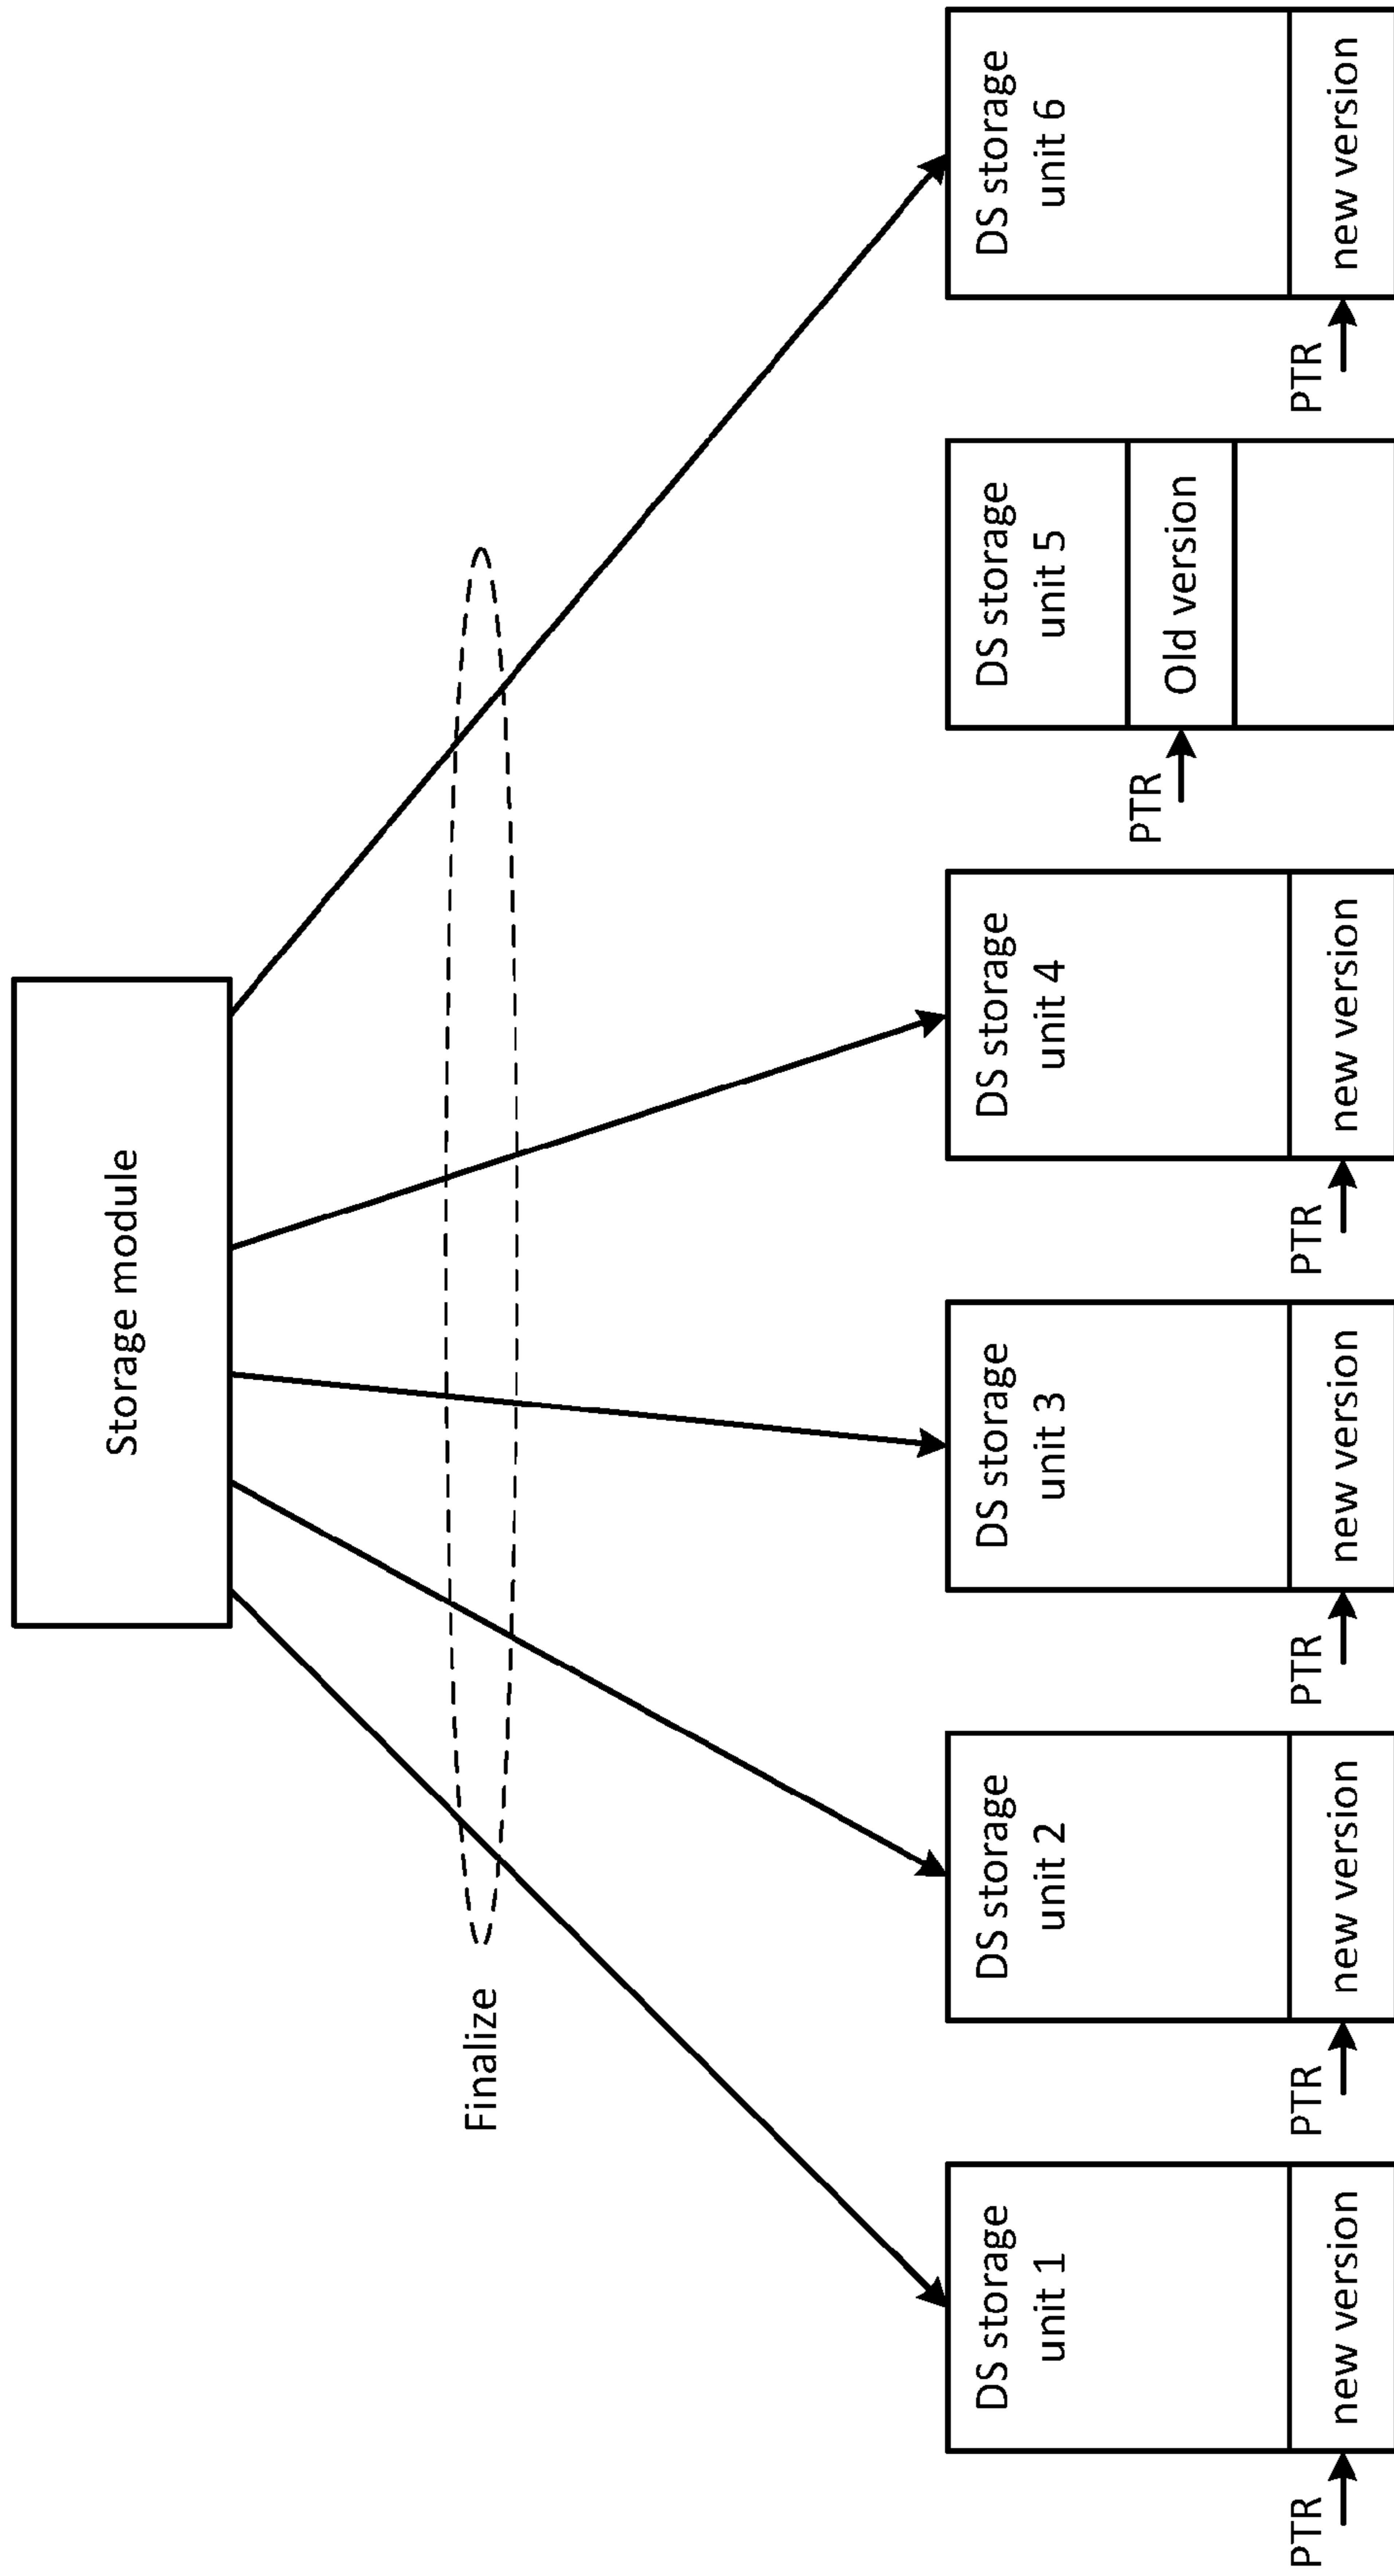 Storage module
Finalize
DS storage
unit 1
new version
PTR
DS storage
unit 2
new version
PTR
DS storage
unit 3
new version
PTR
DS storage
unit 4
new version
PTR
DS storage
unit 5
Old version
PTR
DS storage
unit 6
new version
PTR